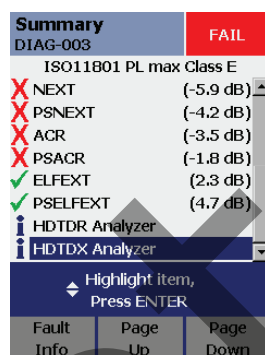 Summary
DIAG-003
FAIL
ISO11801 PL max Class E
X NEXT (-5.9 dB)
X PSNEXT (-4.2 dB)
X ACR (-3.5 dB)
X PSACR (-1.8 dB)
✓ ELFEXT (2.3 dB)
✓ PSELFEXT (4.7 dB)
i HDTDR Analyzer
i HDTDX Analyzer
Highlight item,
Press ENTER
Fault Info
Page Up
Page Down